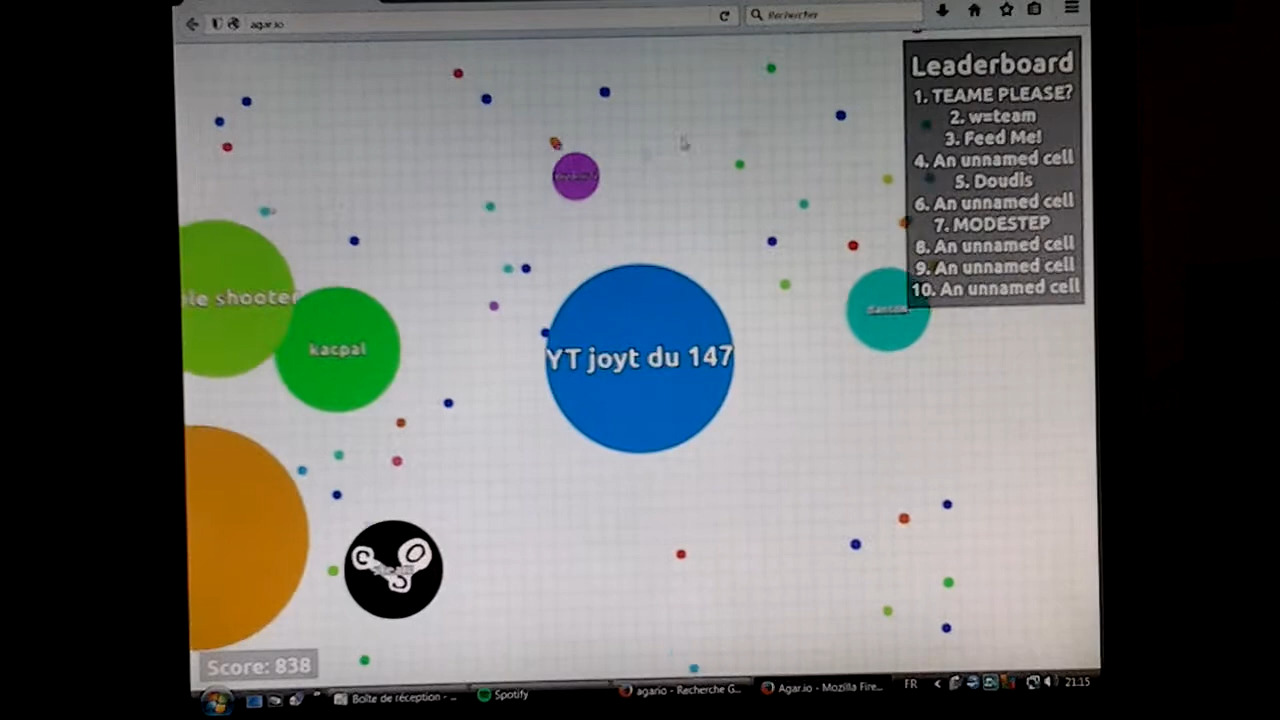 agar.io
Rechercher
Leaderboard
1. TEAME PLEASE?
2. w=team
3. Feed Me!
4. An unnamed cell
5. Doudis
6. An unnamed cell
7. MODESTEP
8. An unnamed cell
9. An unnamed cell
10. An unnamed cell
le shooter
kacpal
YT joyt du 147
Score: 838
Boîte de réception - ...
Spotify
agario - Recherche G...
Agar.io - Mozilla Fire...
FR
21:15